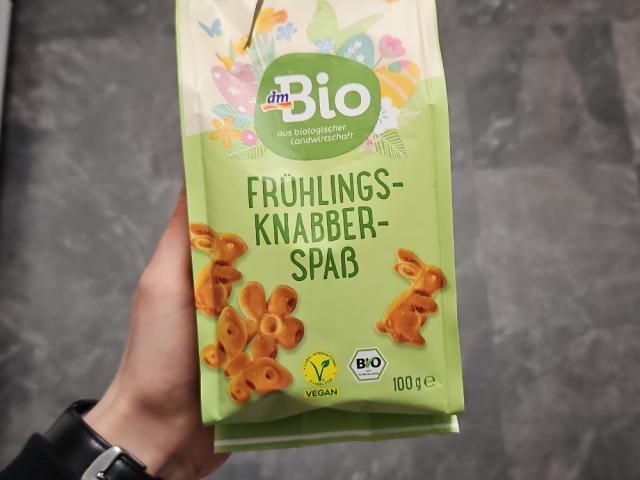 dm
Bio
aus biologischer
Landwirtschaft
FRÜHLINGS-
KNABBER-
SPAß
VEGAN
BIO
100 g ℮